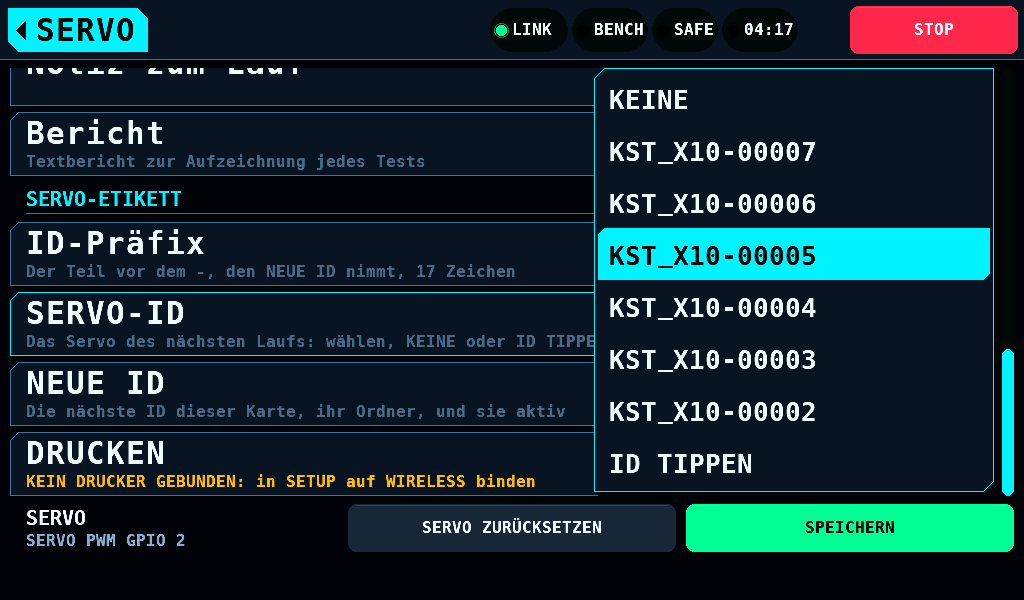 SERVO
LINK
BENCH
SAFE
04:17
STOP
Notiz zum Lauf
Bericht
Textbericht zur Aufzeichnung jedes Tests
SERVO-ETIKETT
ID-Präfix
Der Teil vor dem -, den NEUE ID nimmt, 17 Zeichen
SERVO-ID
Das Servo des nächsten Laufs: wählen, KEINE oder ID TIPPE
NEUE ID
Die nächste ID dieser Karte, ihr Ordner, und sie aktiv
DRUCKEN
KEIN DRUCKER GEBUNDEN: in SETUP auf WIRELESS binden
KEINE
KST_X10-00007
KST_X10-00006
KST_X10-00005
KST_X10-00004
KST_X10-00003
KST_X10-00002
ID TIPPEN
SERVO
SERVO PWM GPIO 2
SERVO ZURÜCKSETZEN
SPEICHERN